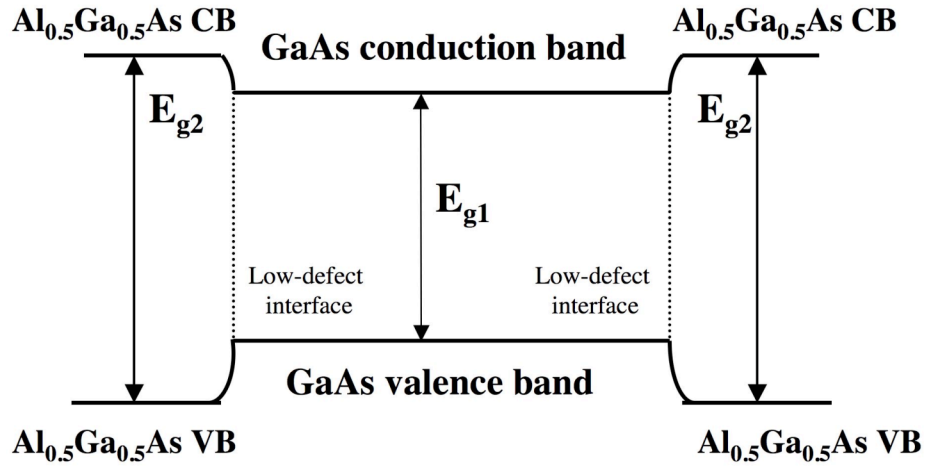 Al0.5Ga0.5As CB
Al0.5Ga0.5As CB
GaAs conduction band
Eg2
Eg2
Eg1
Low-defect
interface
Low-defect
interface
GaAs valence band
Al0.5Ga0.5As VB
Al0.5Ga0.5As VB